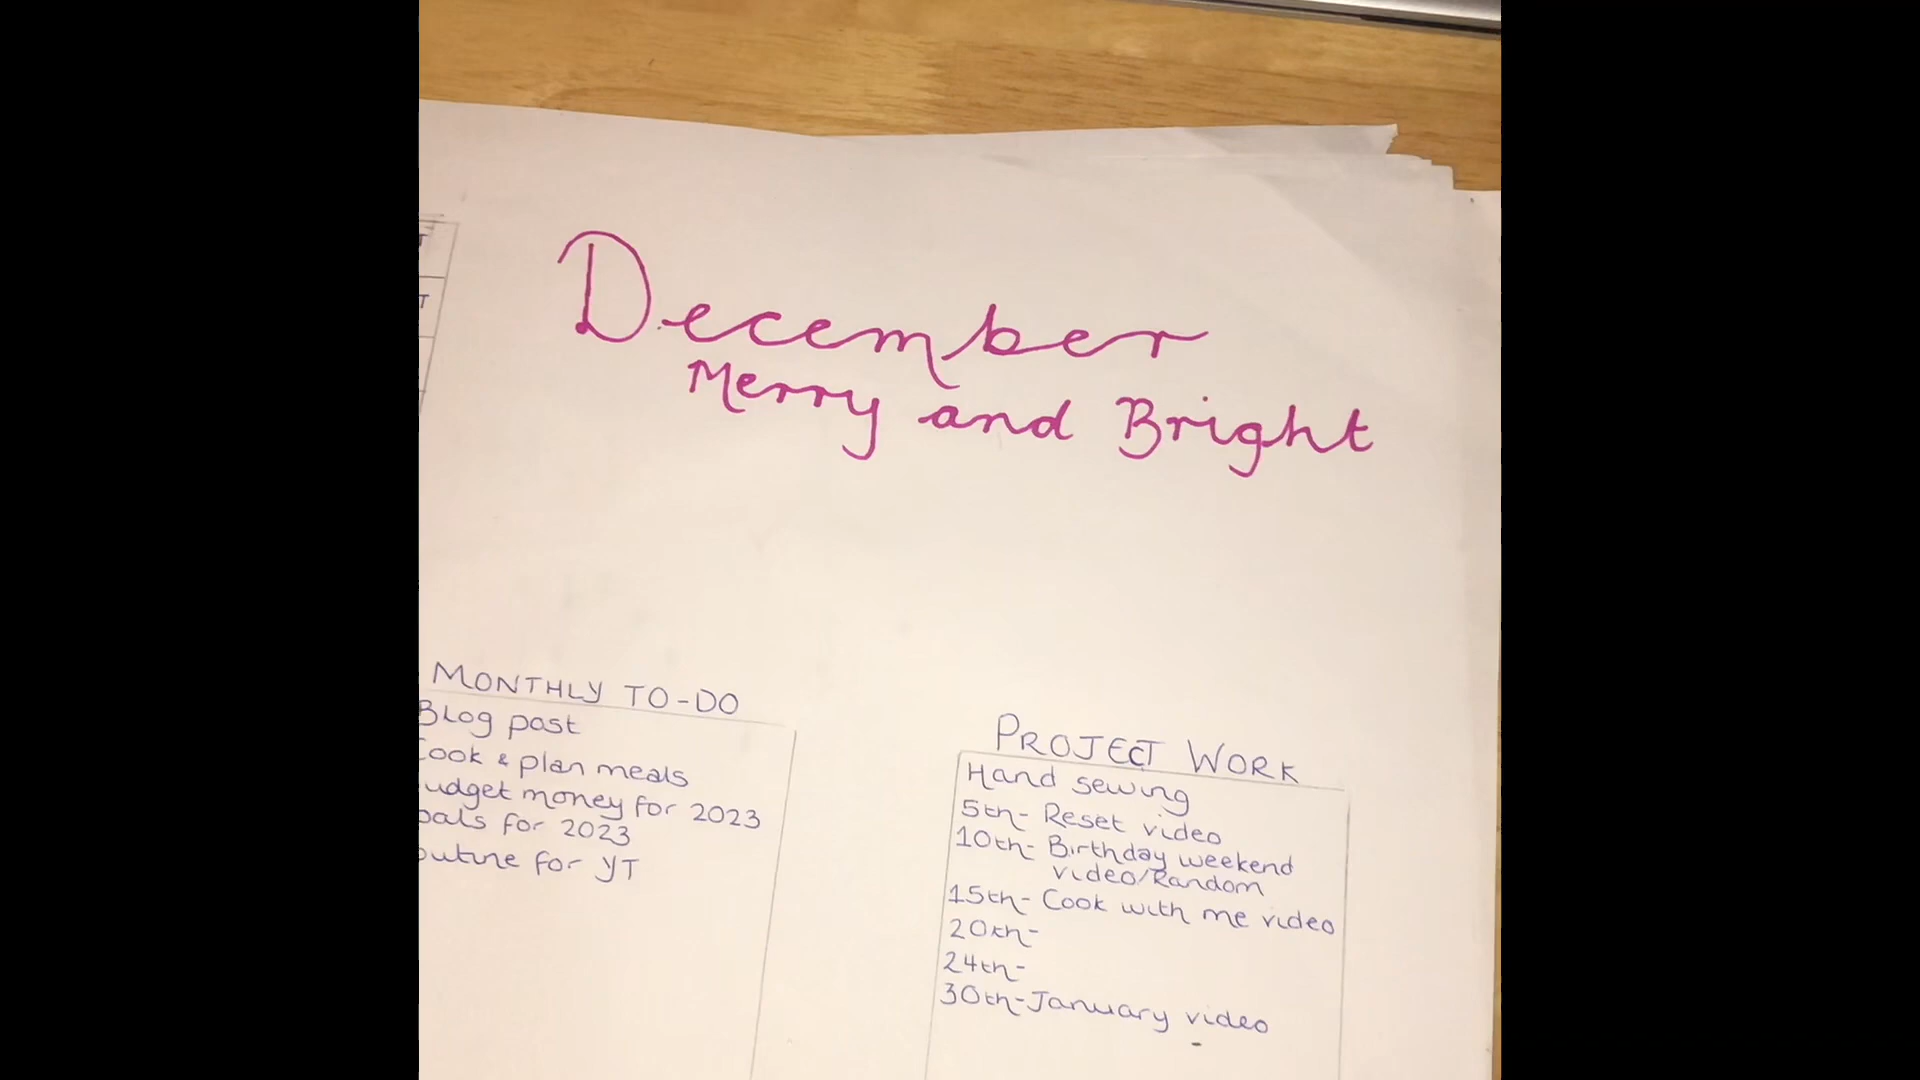 T
T
December
Merry and Bright
MONTHLY TO-DO
Blog post
Cook & plan meals
udget money for 2023
oals for 2023
outine for YT
PROJECT WORK
Hand sewing
5th- Reset video
10th- Birthday weekend
video/Random
15th- Cook with me video
20th-
24th-
30th- January video